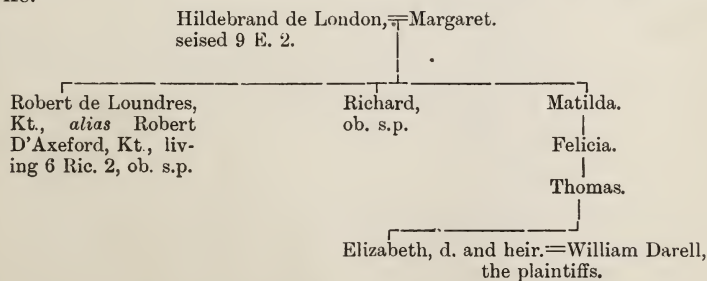 Hildebrand de London,=Margaret.
seised 9 E. 2.
Robert de Loundres,
Kt., alias Robert
D'Axeford, Kt., liv-
ing 6 Ric. 2, ob. s.p.
Richard,
ob. s.p.
Matilda.
Felicia.
Thomas.
Elizabeth, d. and heir.=William Darell,
the plaintiffs.